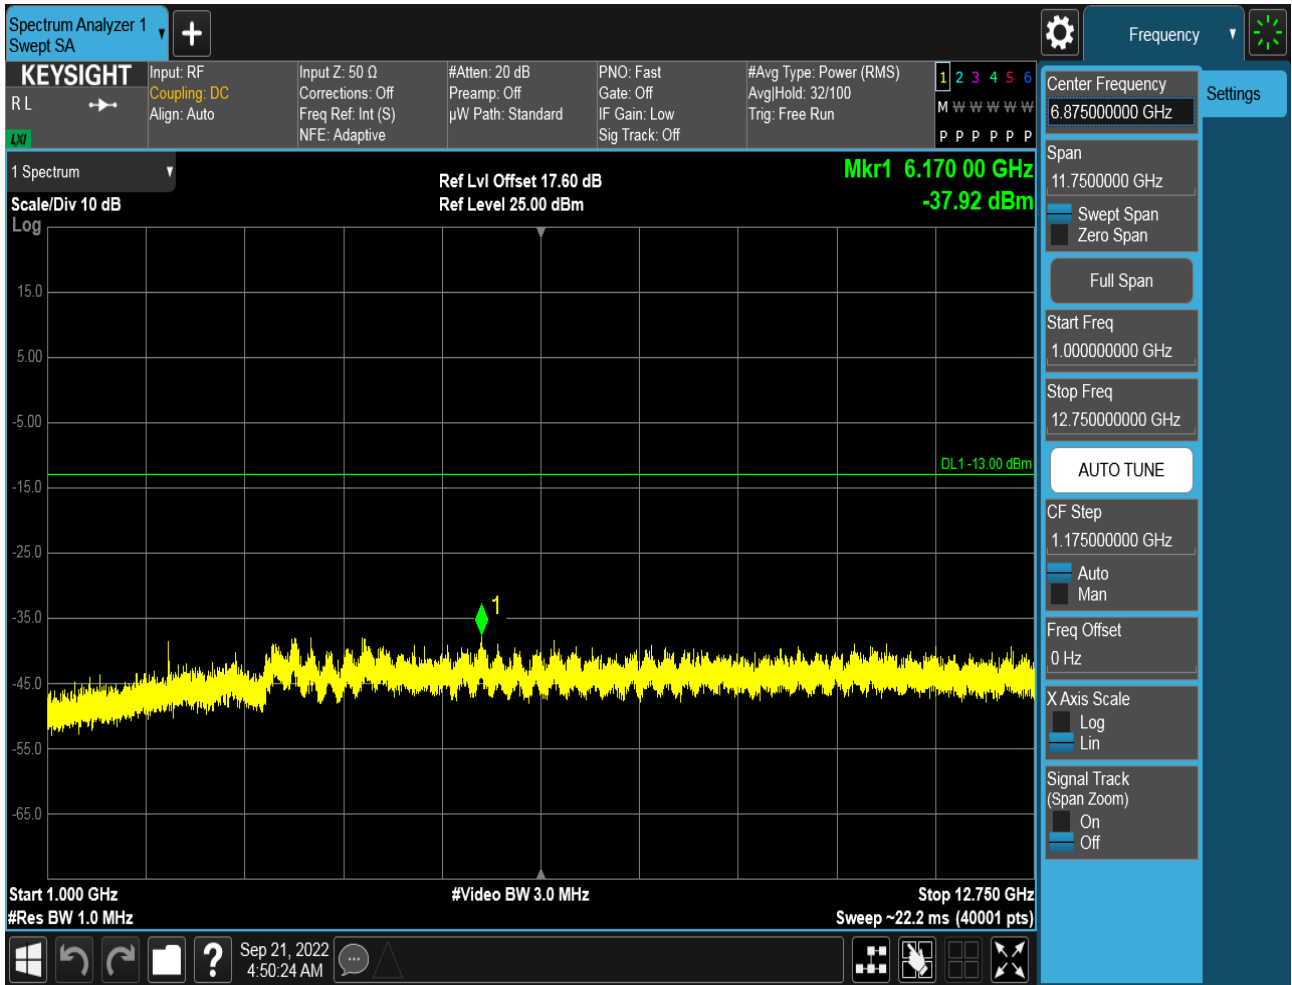 Spectrum Analyzer 1
Swept SA
Frequency
KEYSIGHT
R L
LXI
Input: RF
Coupling: DC
Align: Auto
Input Z: 50 Ω
Corrections: Off
Freq Ref: Int (S)
NFE: Adaptive
#Atten: 20 dB
Preamp: Off
µW Path: Standard
PNO: Fast
Gate: Off
IF Gain: Low
Sig Track: Off
#Avg Type: Power (RMS)
Avg|Hold: 32/100
Trig: Free Run
1 2 3 4 5 6
M W W W W W
P P P P P P
1 Spectrum
Scale/Div 10 dB
Log
Ref Lvl Offset 17.60 dB
Ref Level 25.00 dBm
Mkr1 6.170 00 GHz
-37.92 dBm
15.0
5.00
-5.00
DL1 -13.00 dBm
-15.0
-25.0
1
-35.0
-45.0
-55.0
-65.0
Start 1.000 GHz
#Res BW 1.0 MHz
#Video BW 3.0 MHz
Stop 12.750 GHz
Sweep ~22.2 ms (40001 pts)
Center Frequency
6.875000000 GHz
Settings
Span
11.7500000 GHz
Swept Span
Zero Span
Full Span
Start Freq
1.000000000 GHz
Stop Freq
12.750000000 GHz
AUTO TUNE
CF Step
1.175000000 GHz
Auto
Man
Freq Offset
0 Hz
X Axis Scale
Log
Lin
Signal Track
(Span Zoom)
On
Off
?
Sep 21, 2022
4:50:24 AM